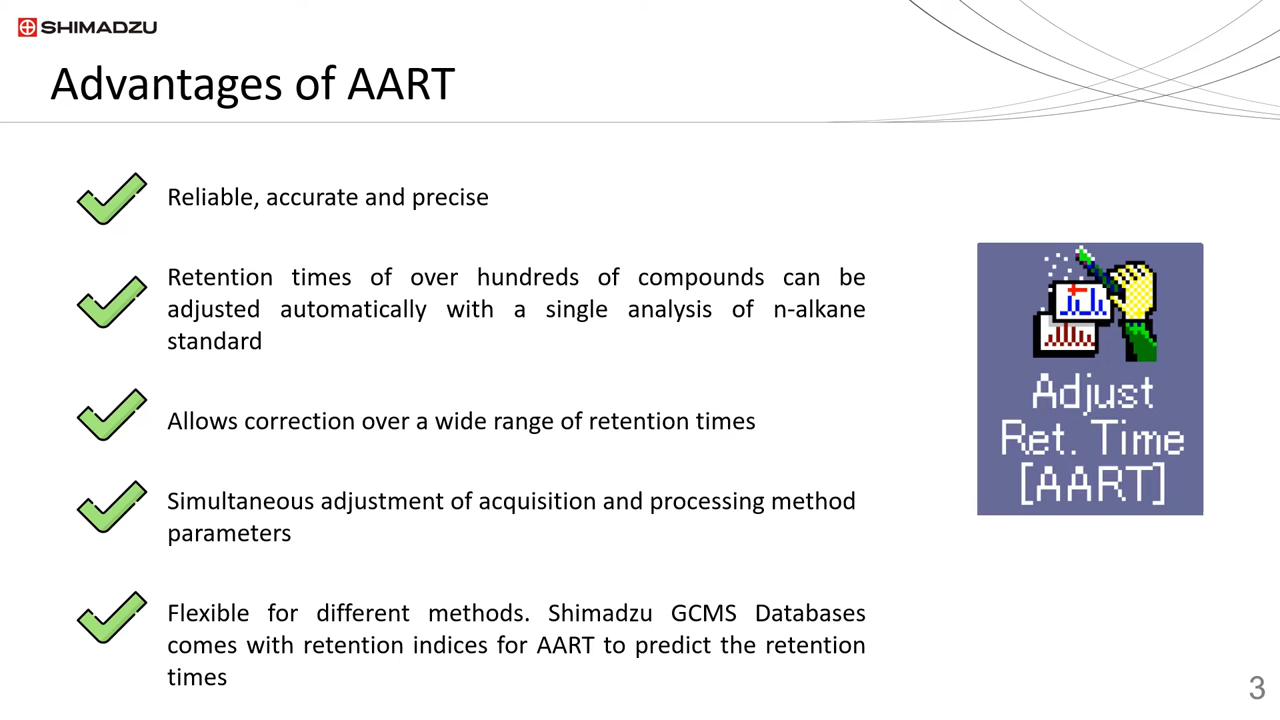 SHIMADZU
Advantages of AART
Reliable, accurate and precise
Retention times of over hundreds of compounds can be
adjusted automatically with a single analysis of n-alkane
standard
Allows correction over a wide range of retention times
Simultaneous adjustment of acquisition and processing method
parameters
Flexible for different methods. Shimadzu GCMS Databases
comes with retention indices for AART to predict the retention
times
Adjust
Ret. Time
[AART]
3